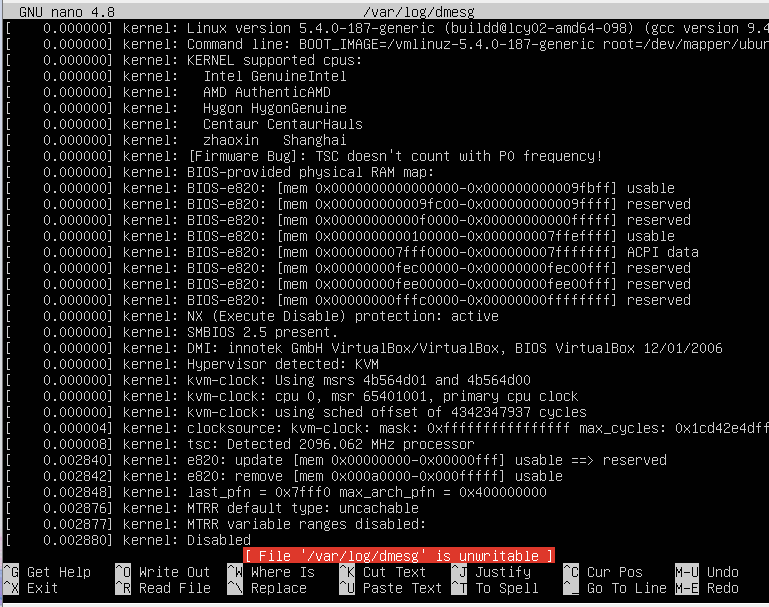 GNU nano 4.8 /var/log/dmesg
[    0.000000] kernel: Linux version 5.4.0-187-generic (buildd@lcy02-amd64-098) (gcc version 9.4
[    0.000000] kernel: Command line: BOOT_IMAGE=/vmlinuz-5.4.0-187-generic root=/dev/mapper/ubun
[    0.000000] kernel: KERNEL supported cpus:
[    0.000000] kernel:   Intel GenuineIntel
[    0.000000] kernel:   AMD AuthenticAMD
[    0.000000] kernel:   Hygon HygonGenuine
[    0.000000] kernel:   Centaur CentaurHauls
[    0.000000] kernel:   zhaoxin   Shanghai
[    0.000000] kernel: [Firmware Bug]: TSC doesn't count with P0 frequency!
[    0.000000] kernel: BIOS-provided physical RAM map:
[    0.000000] kernel: BIOS-e820: [mem 0x0000000000000000-0x000000000009fbff] usable
[    0.000000] kernel: BIOS-e820: [mem 0x000000000009fc00-0x000000000009ffff] reserved
[    0.000000] kernel: BIOS-e820: [mem 0x00000000000f0000-0x00000000000fffff] reserved
[    0.000000] kernel: BIOS-e820: [mem 0x0000000000100000-0x000000007ffeffff] usable
[    0.000000] kernel: BIOS-e820: [mem 0x000000007fff0000-0x000000007fffffff] ACPI data
[    0.000000] kernel: BIOS-e820: [mem 0x00000000fec00000-0x00000000fec00fff] reserved
[    0.000000] kernel: BIOS-e820: [mem 0x00000000fee00000-0x00000000fee00fff] reserved
[    0.000000] kernel: BIOS-e820: [mem 0x00000000fffc0000-0x00000000ffffffff] reserved
[    0.000000] kernel: NX (Execute Disable) protection: active
[    0.000000] kernel: SMBIOS 2.5 present.
[    0.000000] kernel: DMI: innotek GmbH VirtualBox/VirtualBox, BIOS VirtualBox 12/01/2006
[    0.000000] kernel: Hypervisor detected: KVM
[    0.000000] kernel: kvm-clock: Using msrs 4b564d01 and 4b564d00
[    0.000000] kernel: kvm-clock: cpu 0, msr 65401001, primary cpu clock
[    0.000000] kernel: kvm-clock: using sched offset of 4342347937 cycles
[    0.000004] kernel: clocksource: kvm-clock: mask: 0xffffffffffffffff max_cycles: 0x1cd42e4dff
[    0.000008] kernel: tsc: Detected 2096.062 MHz processor
[    0.002840] kernel: e820: update [mem 0x00000000-0x00000fff] usable ==> reserved
[    0.002842] kernel: e820: remove [mem 0x000a0000-0x000fffff] usable
[    0.002848] kernel: last_pfn = 0x7fff0 max_arch_pfn = 0x400000000
[    0.002876] kernel: MTRR default type: uncachable
[    0.002877] kernel: MTRR variable ranges disabled:
[    0.002880] kernel: Disabled
[ File '/var/log/dmesg' is unwritable ]
^G Get Help ^O Write Out ^W Where Is ^K Cut Text ^J Justify ^C Cur Pos M-U Undo
^X Exit ^R Read File ^\ Replace ^U Paste Text ^T To Spell ^_ Go To Line M-E Redo